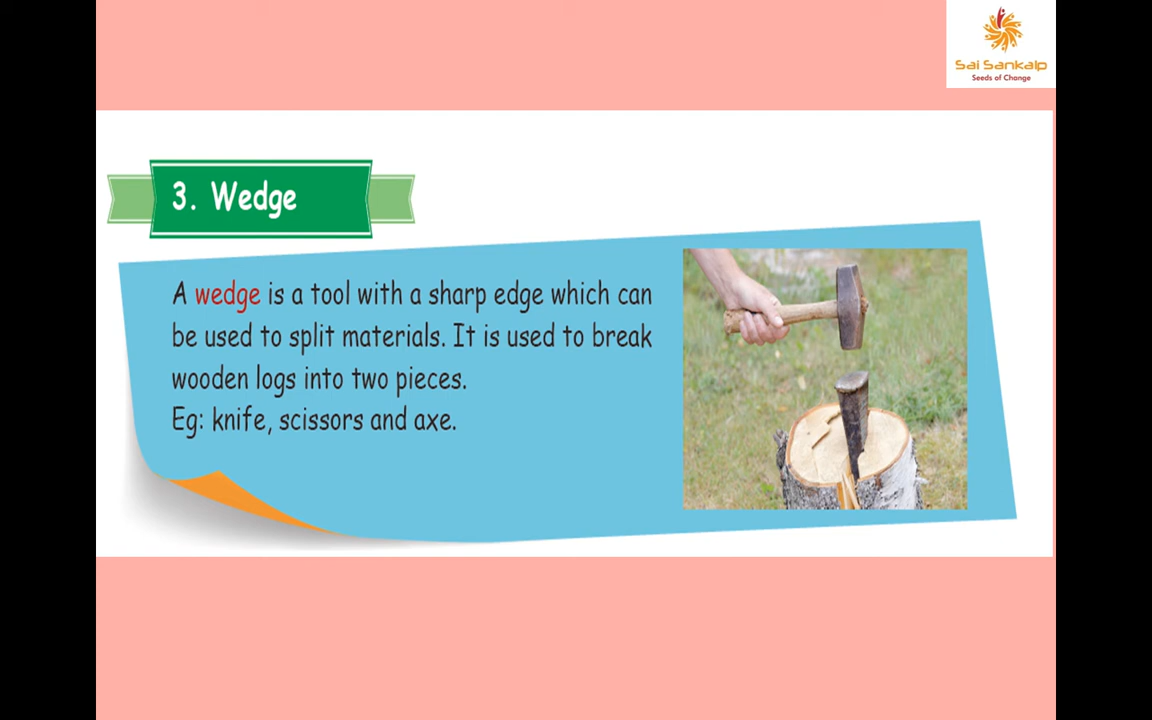 Sai Sankalp
Seeds of Change
3. Wedge
A wedge is a tool with a sharp edge which can
be used to split materials. It is used to break
wooden logs into two pieces.
Eg: knife, scissors and axe.